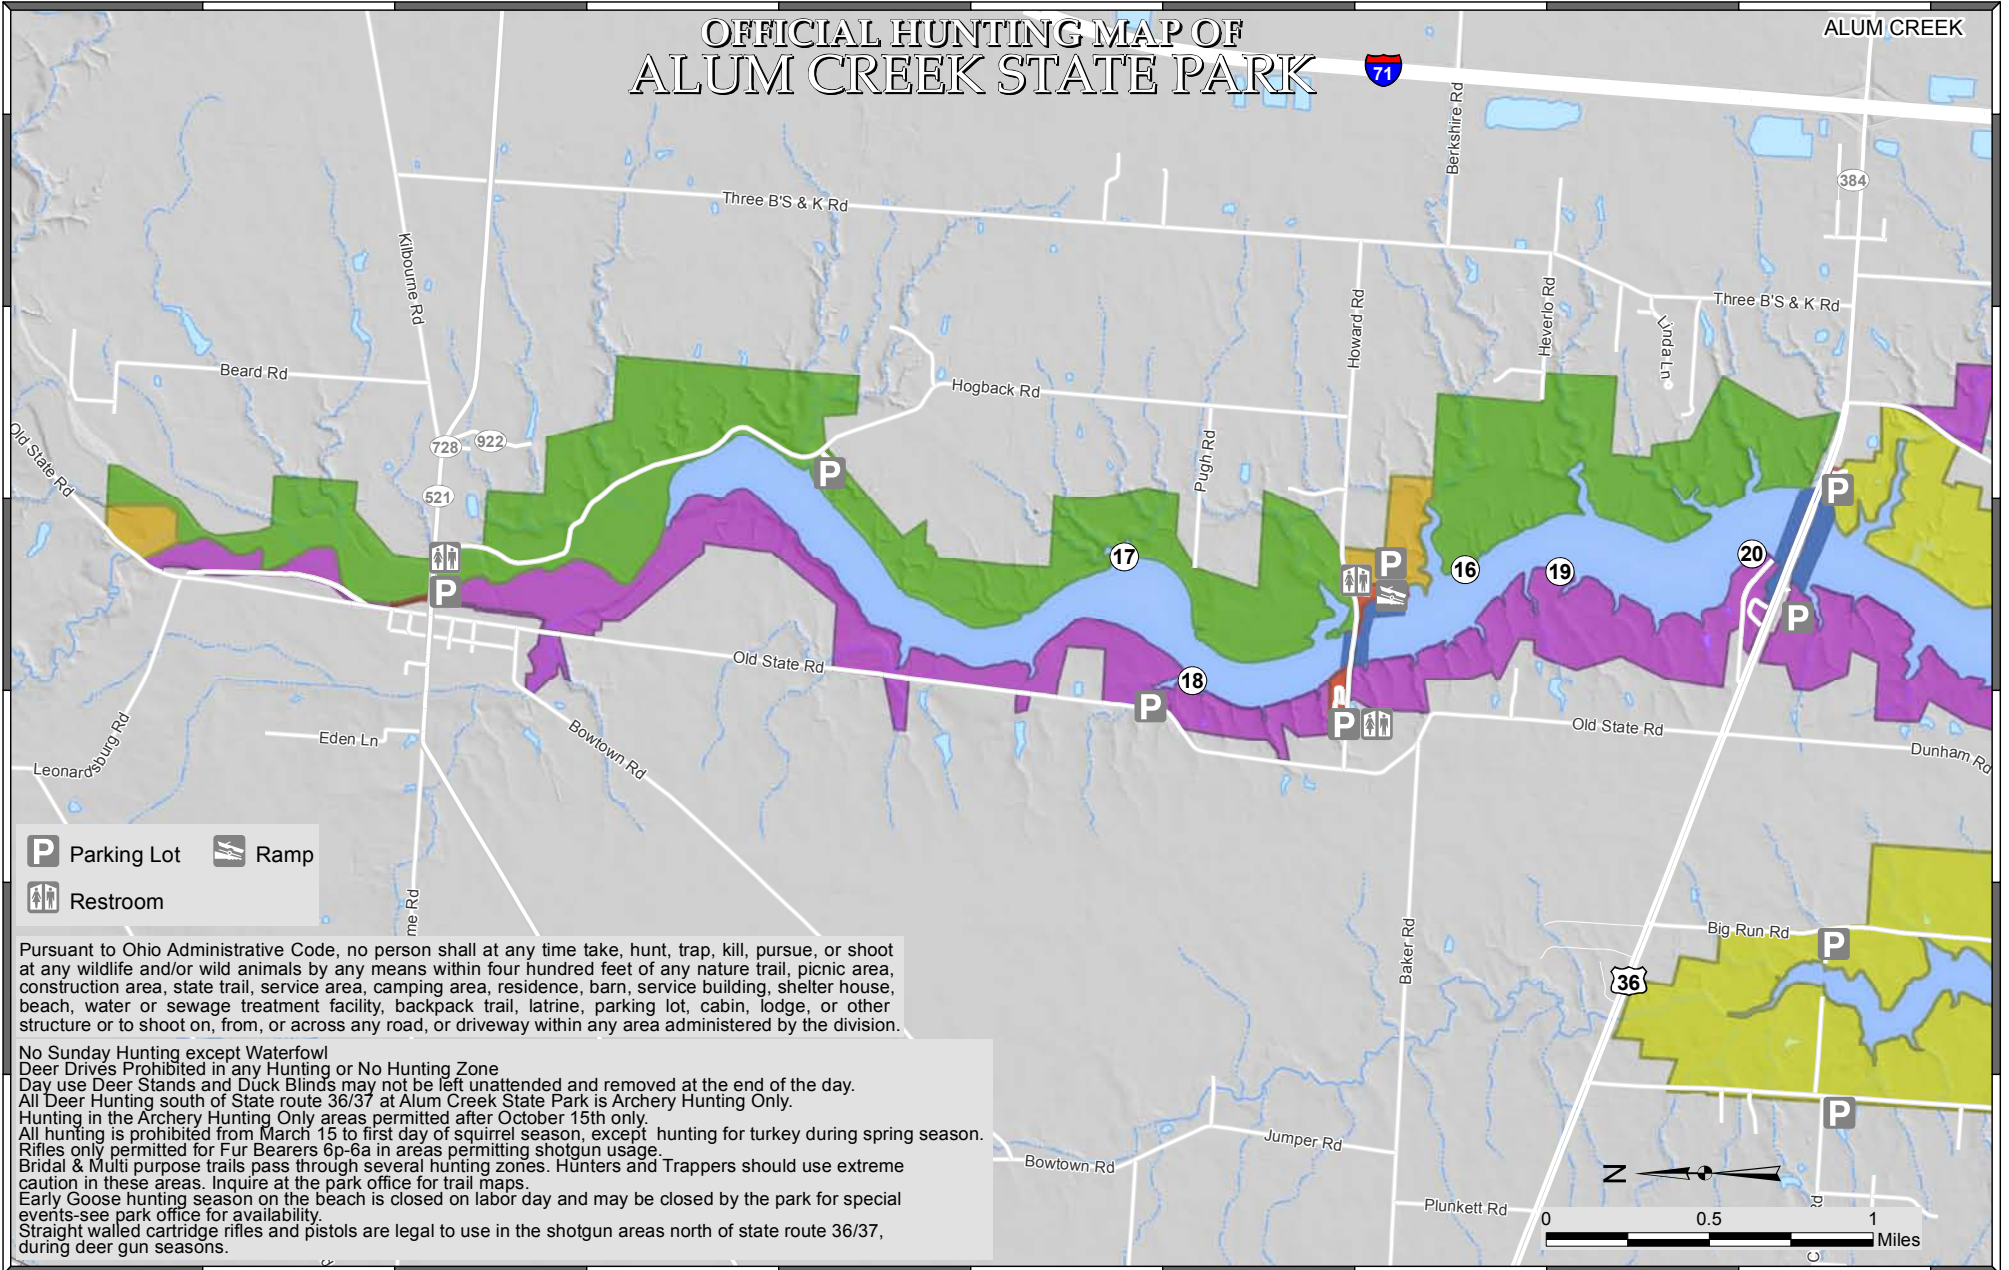 OFFICIAL HUNTING MAP OF
ALUM CREEK STATE PARK
ALUM CREEK
71
Berkshire Rd
384
Three B'S & K Rd
Kilbourne Rd
Howard Rd
Heverlo Rd
Three B'S & K Rd
Linda Ln
Beard Rd
Hogback Rd
Old State Rd
728
922
521
Pugh Rd
P
P
P
P
P
P
P
17
16
19
20
18
Old State Rd
Old State Rd
Dunham Rd
Eden Ln
Bowtown Rd
Leonardsburg Rd
P Parking Lot
Ramp
Restroom
me Rd
Baker Rd
Big Run Rd
P
36
P
Pursuant to Ohio Administrative Code, no person shall at any time take, hunt, trap, kill, pursue, or shoot
at any wildlife and/or wild animals by any means within four hundred feet of any nature trail, picnic area,
construction area, state trail, service area, camping area, residence, barn, service building, shelter house,
beach, water or sewage treatment facility, backpack trail, latrine, parking lot, cabin, lodge, or other
structure or to shoot on, from, or across any road, or driveway within any area administered by the division.
No Sunday Hunting except Waterfowl
Deer Drives Prohibited in any Hunting or No Hunting Zone
Day use Deer Stands and Duck Blinds may not be left unattended and removed at the end of the day.
All Deer Hunting south of State route 36/37 at Alum Creek State Park is Archery Hunting Only.
Hunting in the Archery Hunting Only areas permitted after October 15th only.
All hunting is prohibited from March 15 to first day of squirrel season, except hunting for turkey during spring season.
Rifles only permitted for Fur Bearers 6p-6a in areas permitting shotgun usage.
Bridal & Multi purpose trails pass through several hunting zones. Hunters and Trappers should use extreme
caution in these areas. Inquire at the park office for trail maps.
Early Goose hunting season on the beach is closed on labor day and may be closed by the park for special
events-see park office for availability.
Straight walled cartridge rifles and pistols are legal to use in the shotgun areas north of state route 36/37,
during deer gun seasons.
Jumper Rd
Bowtown Rd
Plunkett Rd
N
0 0.5 1
Miles
C
Rd